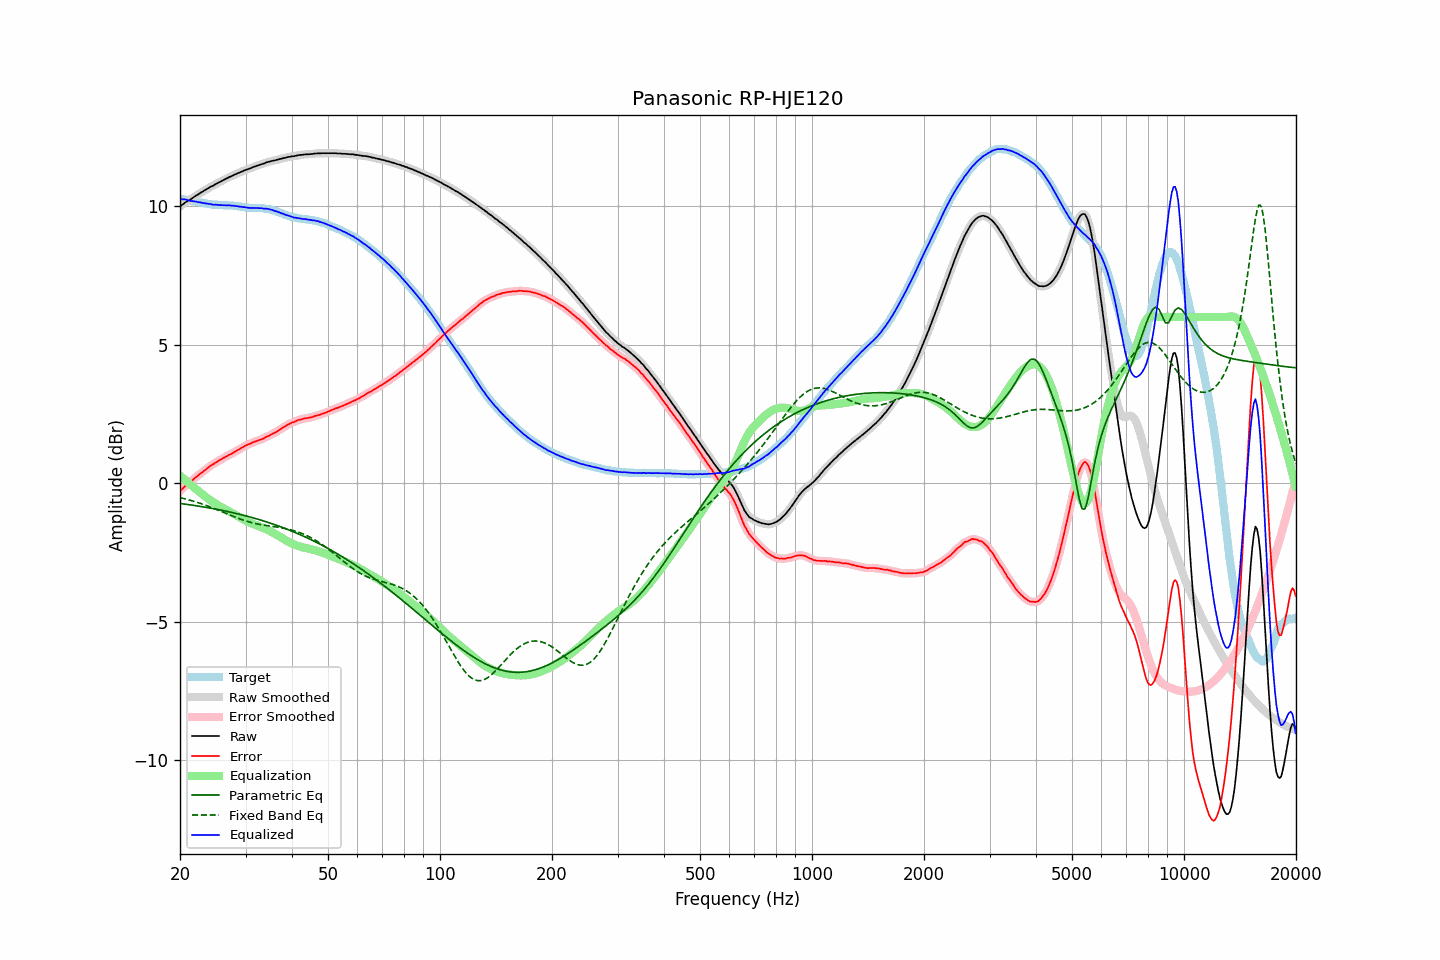 Panasonic RP-HJE120
Amplitude (dBr)
10
5
0
−5
−10
Target
Raw Smoothed
Error Smoothed
Raw
Error
Equalization
Parametric Eq
Fixed Band Eq
Equalized
20 50 100 200 500 1000 2000 5000 10000 20000
Frequency (Hz)